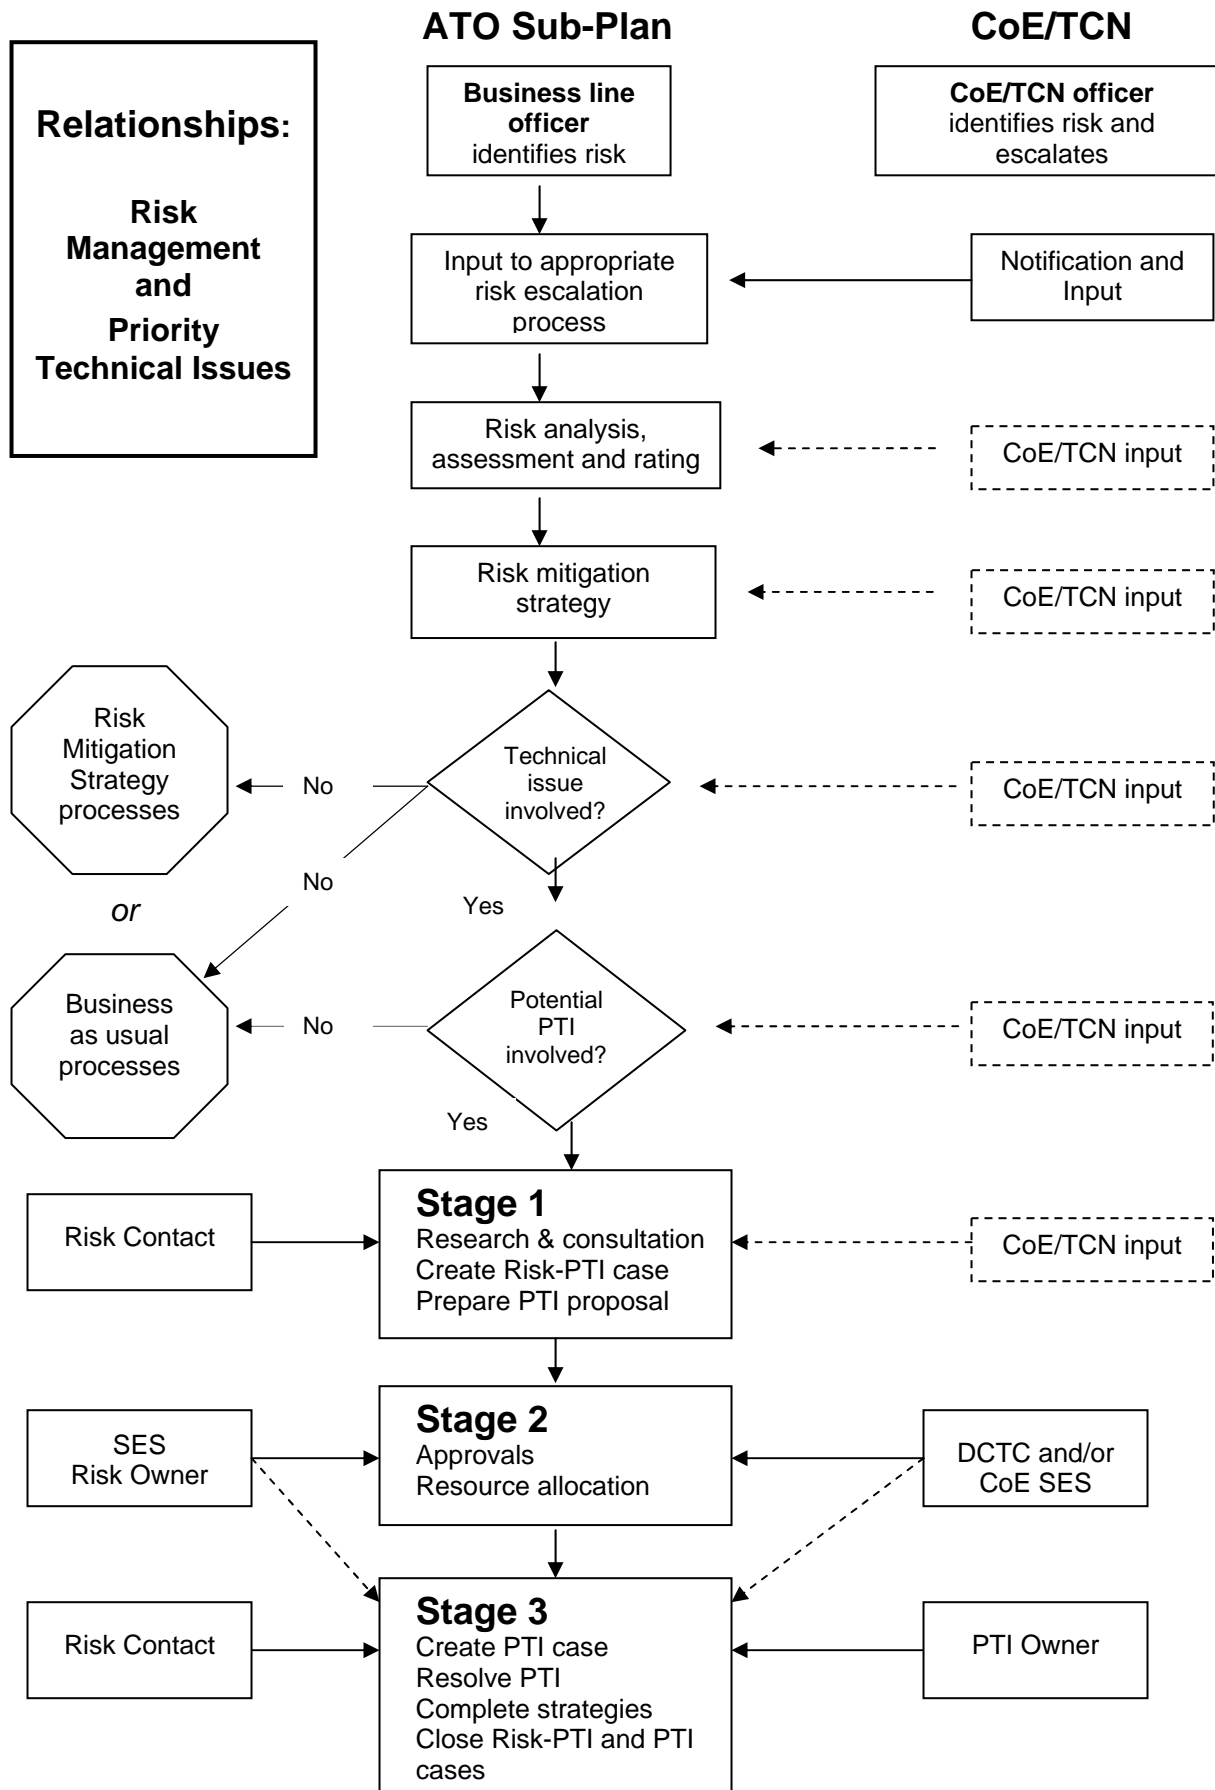 ATO Sub-Plan
CoE/TCN
Relationships:
Risk
Management
and
Priority
Technical Issues
Business line
officer
identifies risk
CoE/TCN officer
identifies risk and
escalates
Input to appropriate
risk escalation
process
Notification and
Input
Risk analysis,
assessment and rating
CoE/TCN input
Risk mitigation
strategy
CoE/TCN input
Risk
Mitigation
Strategy
processes
No
Technical
issue
involved?
CoE/TCN input
No
or
Yes
Business
as usual
processes
No
Potential
PTI
involved?
CoE/TCN input
Yes
Risk Contact
Stage 1
Research & consultation
Create Risk-PTI case
Prepare PTI proposal
CoE/TCN input
SES
Risk Owner
Stage 2
Approvals
Resource allocation
DCTC and/or
CoE SES
Risk Contact
Stage 3
Create PTI case
Resolve PTI
Complete strategies
Close Risk-PTI and PTI
cases
PTI Owner